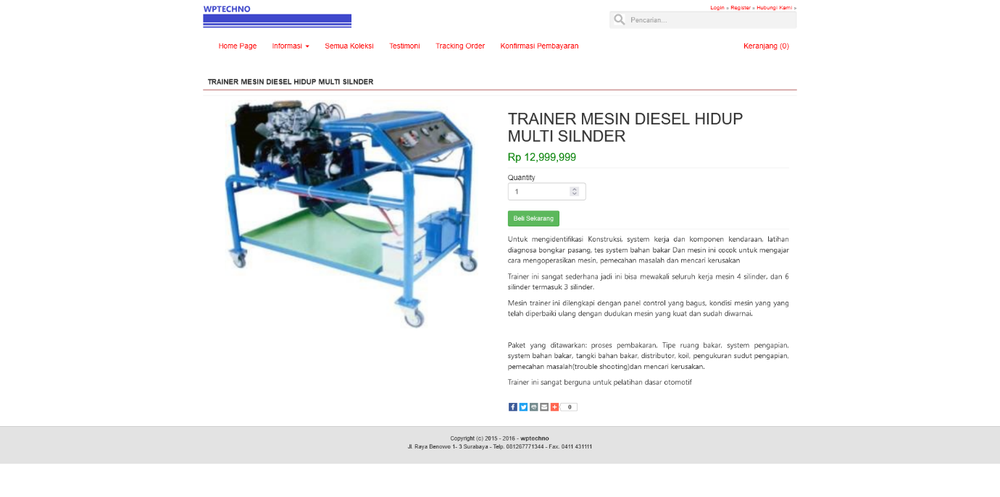 WPTECHNO
Login » Register » Hubungi Kami »
Pencarian...
Home Page Informasi Semua Koleksi Testimoni Tracking Order Konfirmasi Pembayaran Keranjang (0)
TRAINER MESIN DIESEL HIDUP MULTI SILNDER
TRAINER MESIN DIESEL HIDUP
MULTI SILNDER
Rp 12,999,999
Quantity
1
Beli Sekarang
Untuk mengidentifikasi Konstruksi, system kerja dan komponen kendaraan, latihan
diagnosa bongkar pasang, tes system bahan bakar Dan mesin ini cocok untuk mengajar
cara mengoperasikan mesin, pemecahan masalah dan mencari kerusakan
Trainer ini sangat sederhana jadi ini bisa mewakali seluruh kerja mesin 4 silinder, dan 6
silinder termasuk 3 silinder.
Mesin trainer ini dilengkapi dengan panel control yang bagus, kondisi mesin yang yang
telah diperbaiki ulang dengan dudukan mesin yang kuat dan sudah diwarnai.
Paket yang ditawarkan: proses pembakaran, Tipe ruang bakar, system pengapian,
system bahan bakar, tangki bahan bakar, distributor, koil, pengukuran sudut pengapian,
pemecahan masalah(trouble shooting)dan mencari kerusakan.
Trainer ini sangat berguna untuk pelatihan dasar otomotif
0
Copyright (c) 2015 - 2016 - wptechno
Jl. Raya Benowo 1- 3 Surabaya - Telp. 081267771344 - Fax. 0411 431111